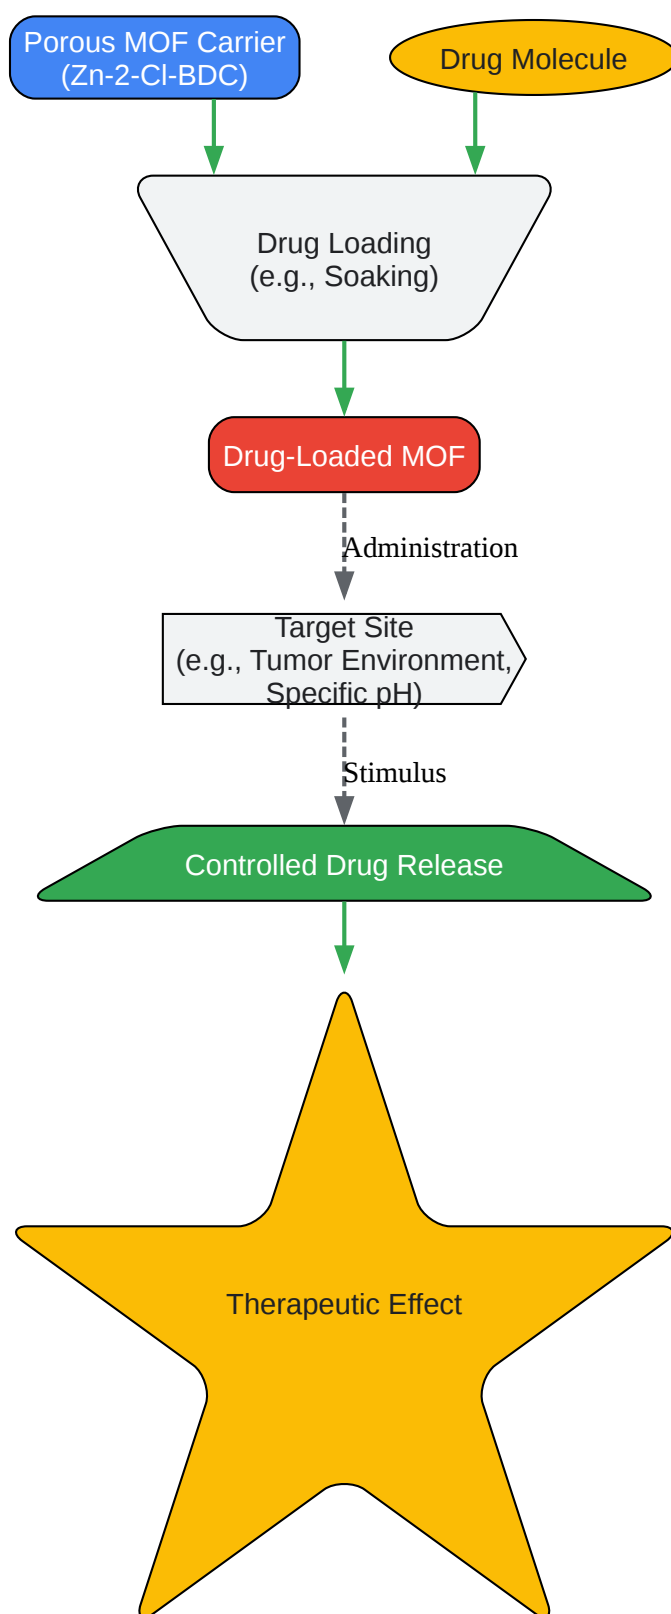 Porous MOF Carrier
(Zn-2-Cl-BDC)
Drug Molecule
Drug Loading
(e.g., Soaking)
Drug-Loaded MOF
Administration
Target Site
(e.g., Tumor Environment,
Specific pH)
Stimulus
Controlled Drug Release
Therapeutic Effect